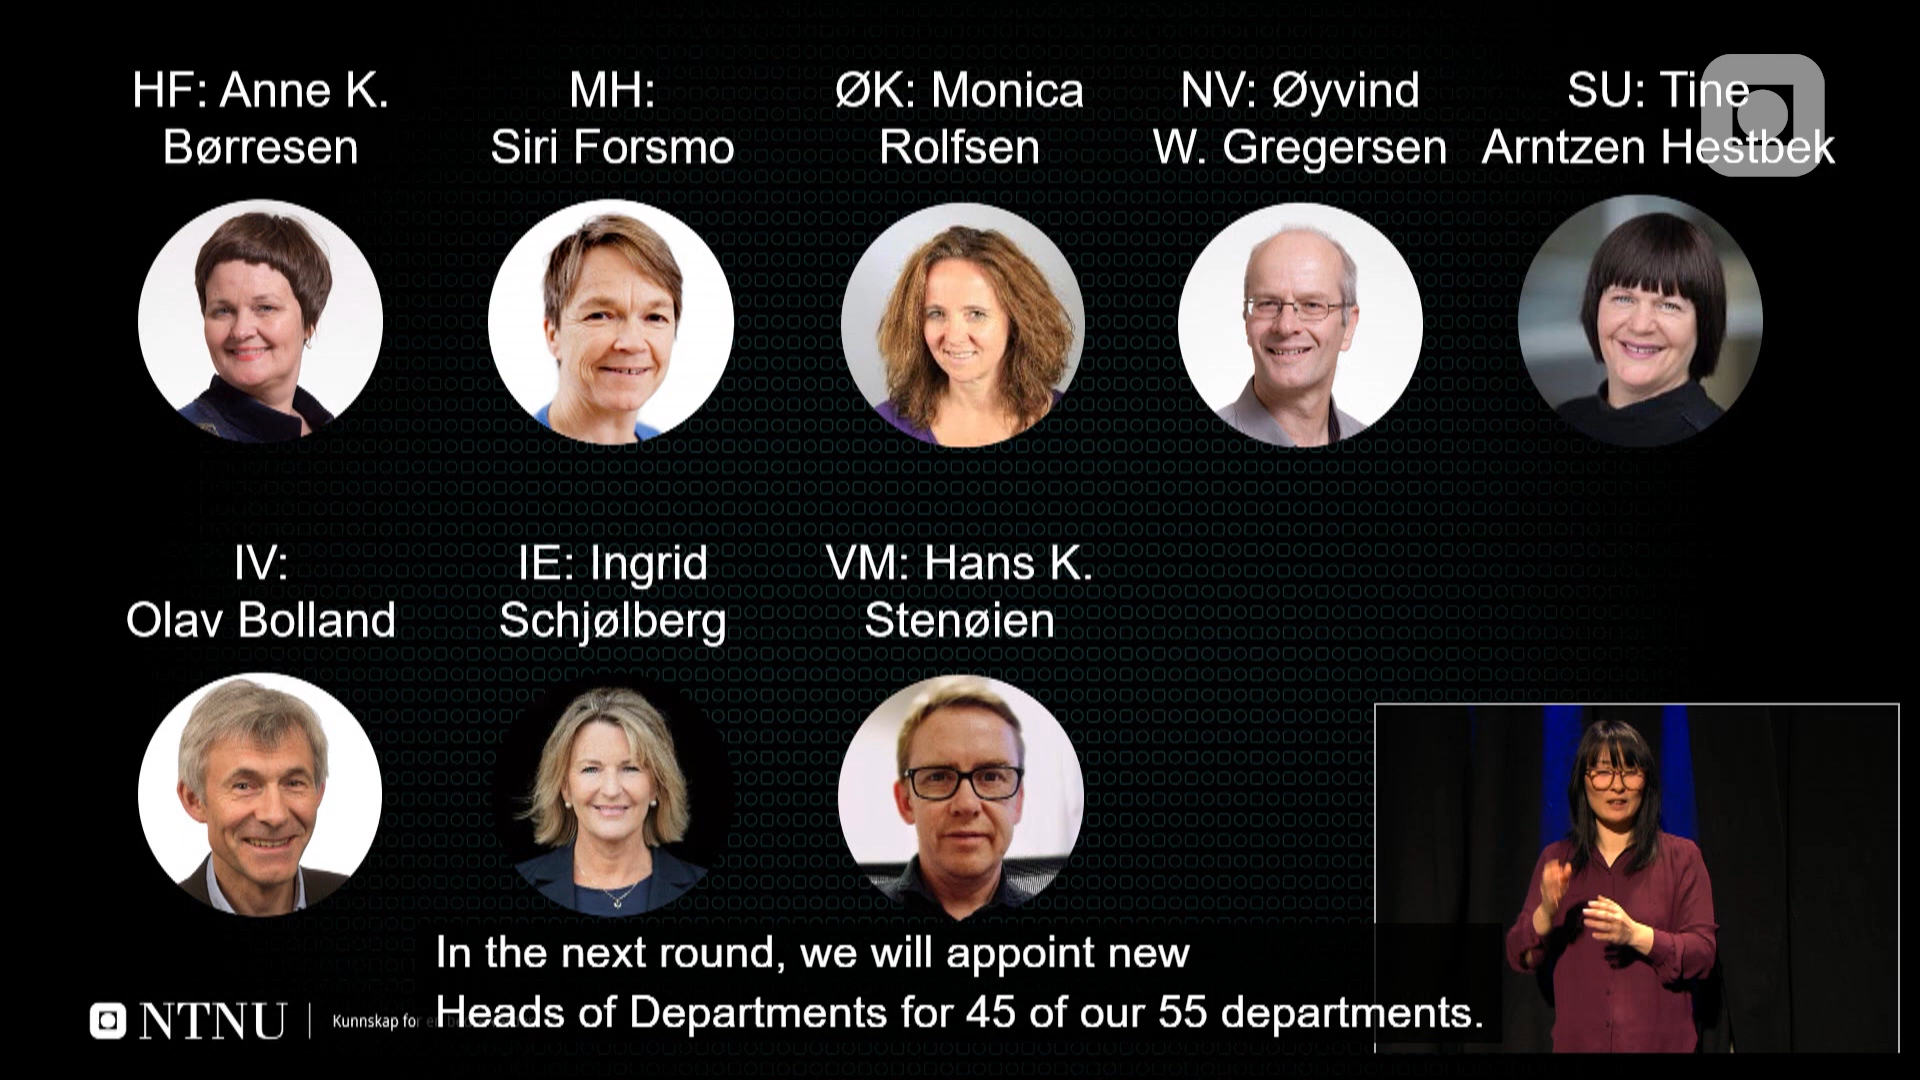 HF: Anne K.
Børresen
MH:
Siri Forsmo
ØK: Monica
Rolfsen
NV: Øyvind
W. Gregersen
SU: Tine
Arntzen Hestbek
IV:
Olav Bolland
IE: Ingrid
Schjølberg
VM: Hans K.
Stenøien
In the next round, we will appoint new
Heads of Departments for 45 of our 55 departments.
NTNU
Kunnskap for